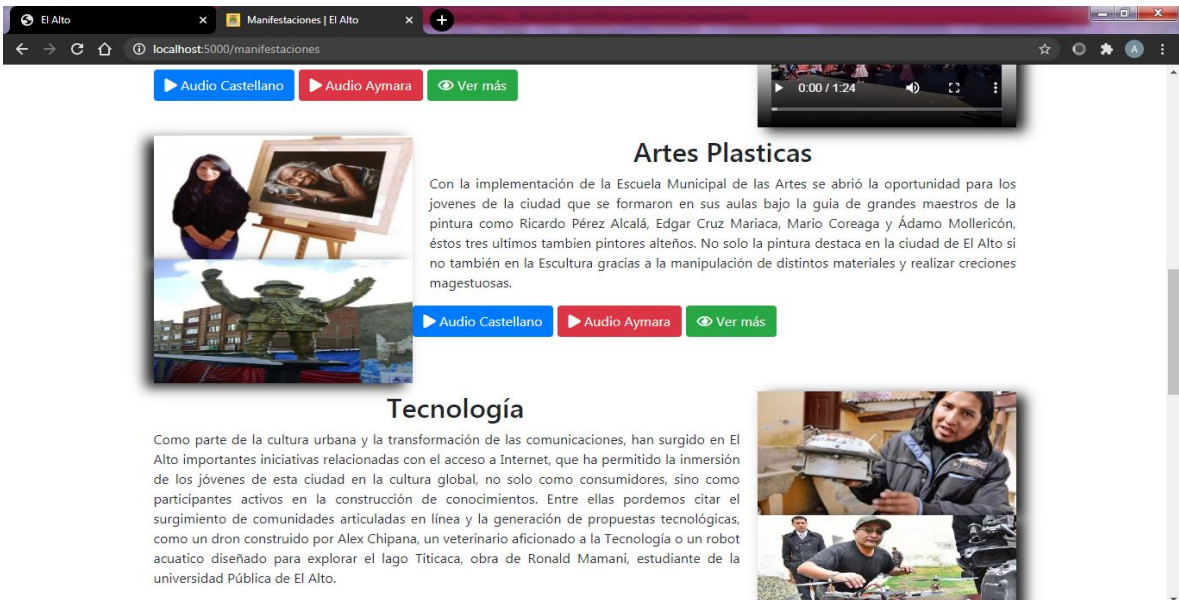 El Alto
Manifestaciones | El Alto
localhost:5000/manifestaciones
A
Audio Castellano
Audio Aymara
Ver más
0:00 / 1:24
Artes Plasticas
Con la implementación de la Escuela Municipal de las Artes se abrió la oportunidad para los
jovenes de la ciudad que se formaron en sus aulas bajo la guia de grandes maestros de la
pintura como Ricardo Pérez Alcalá, Edgar Cruz Mariaca, Mario Coreaga y Ádamo Mollericón,
éstos tres ultimos tambien pintores alteños. No solo la pintura destaca en la ciudad de El Alto si
no también en la Escultura gracias a la manipulación de distintos materiales y realizar creciones
magestuosas.
Audio Castellano
Audio Aymara
Ver más
Tecnología
Como parte de la cultura urbana y la transformación de las comunicaciones, han surgido en El
Alto importantes iniciativas relacionadas con el acceso a Internet, que ha permitido la inmersión
de los jóvenes de esta ciudad en la cultura global, no solo como consumidores, sino como
participantes activos en la construcción de conocimientos. Entre ellas pordemos citar el
surgimiento de comunidades articuladas en línea y la generación de propuestas tecnológicas,
como un dron construido por Alex Chipana, un veterinario aficionado a la Tecnología o un robot
acuatico diseñado para explorar el lago Titicaca, obra de Ronald Mamani, estudiante de la
universidad Pública de El Alto.